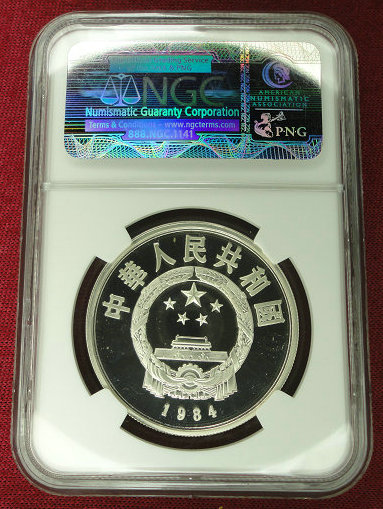 NGC
Numismatic Guaranty Corporation
Terms & Conditions – www.ngcterms.com
888.NGC.1141
AMERICAN
NUMISMATIC
ASSOCIATION
PNG
中華人民共和國
1984